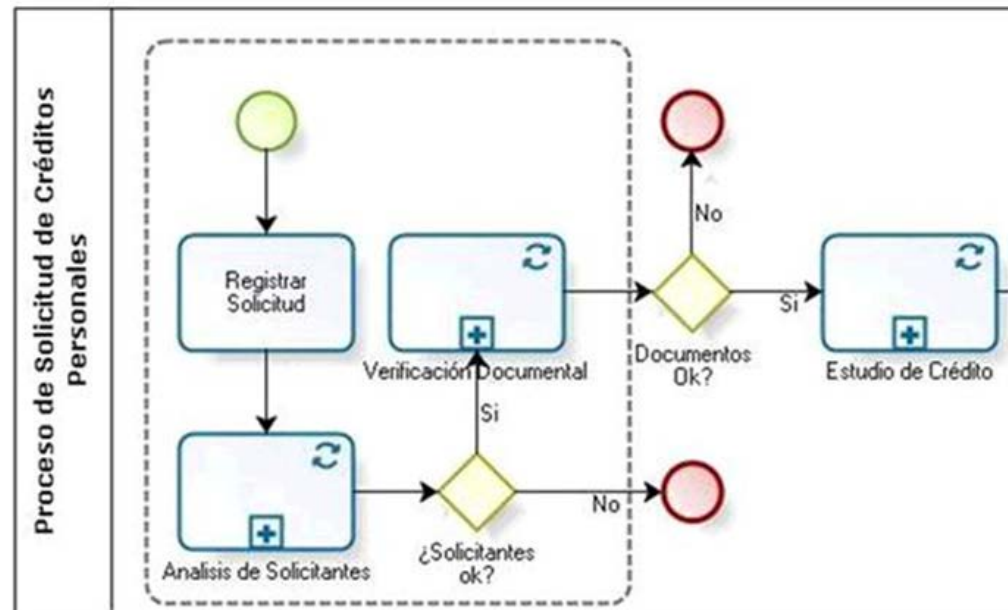 Proceso de Solicitud de Créditos
Personales
Registrar
Solicitud
Verificación Documental
Si
No
Documentos
Ok?
Si
Estudio de Crédito
Analisis de Solicitantes
¿Solicitantes
ok?
No